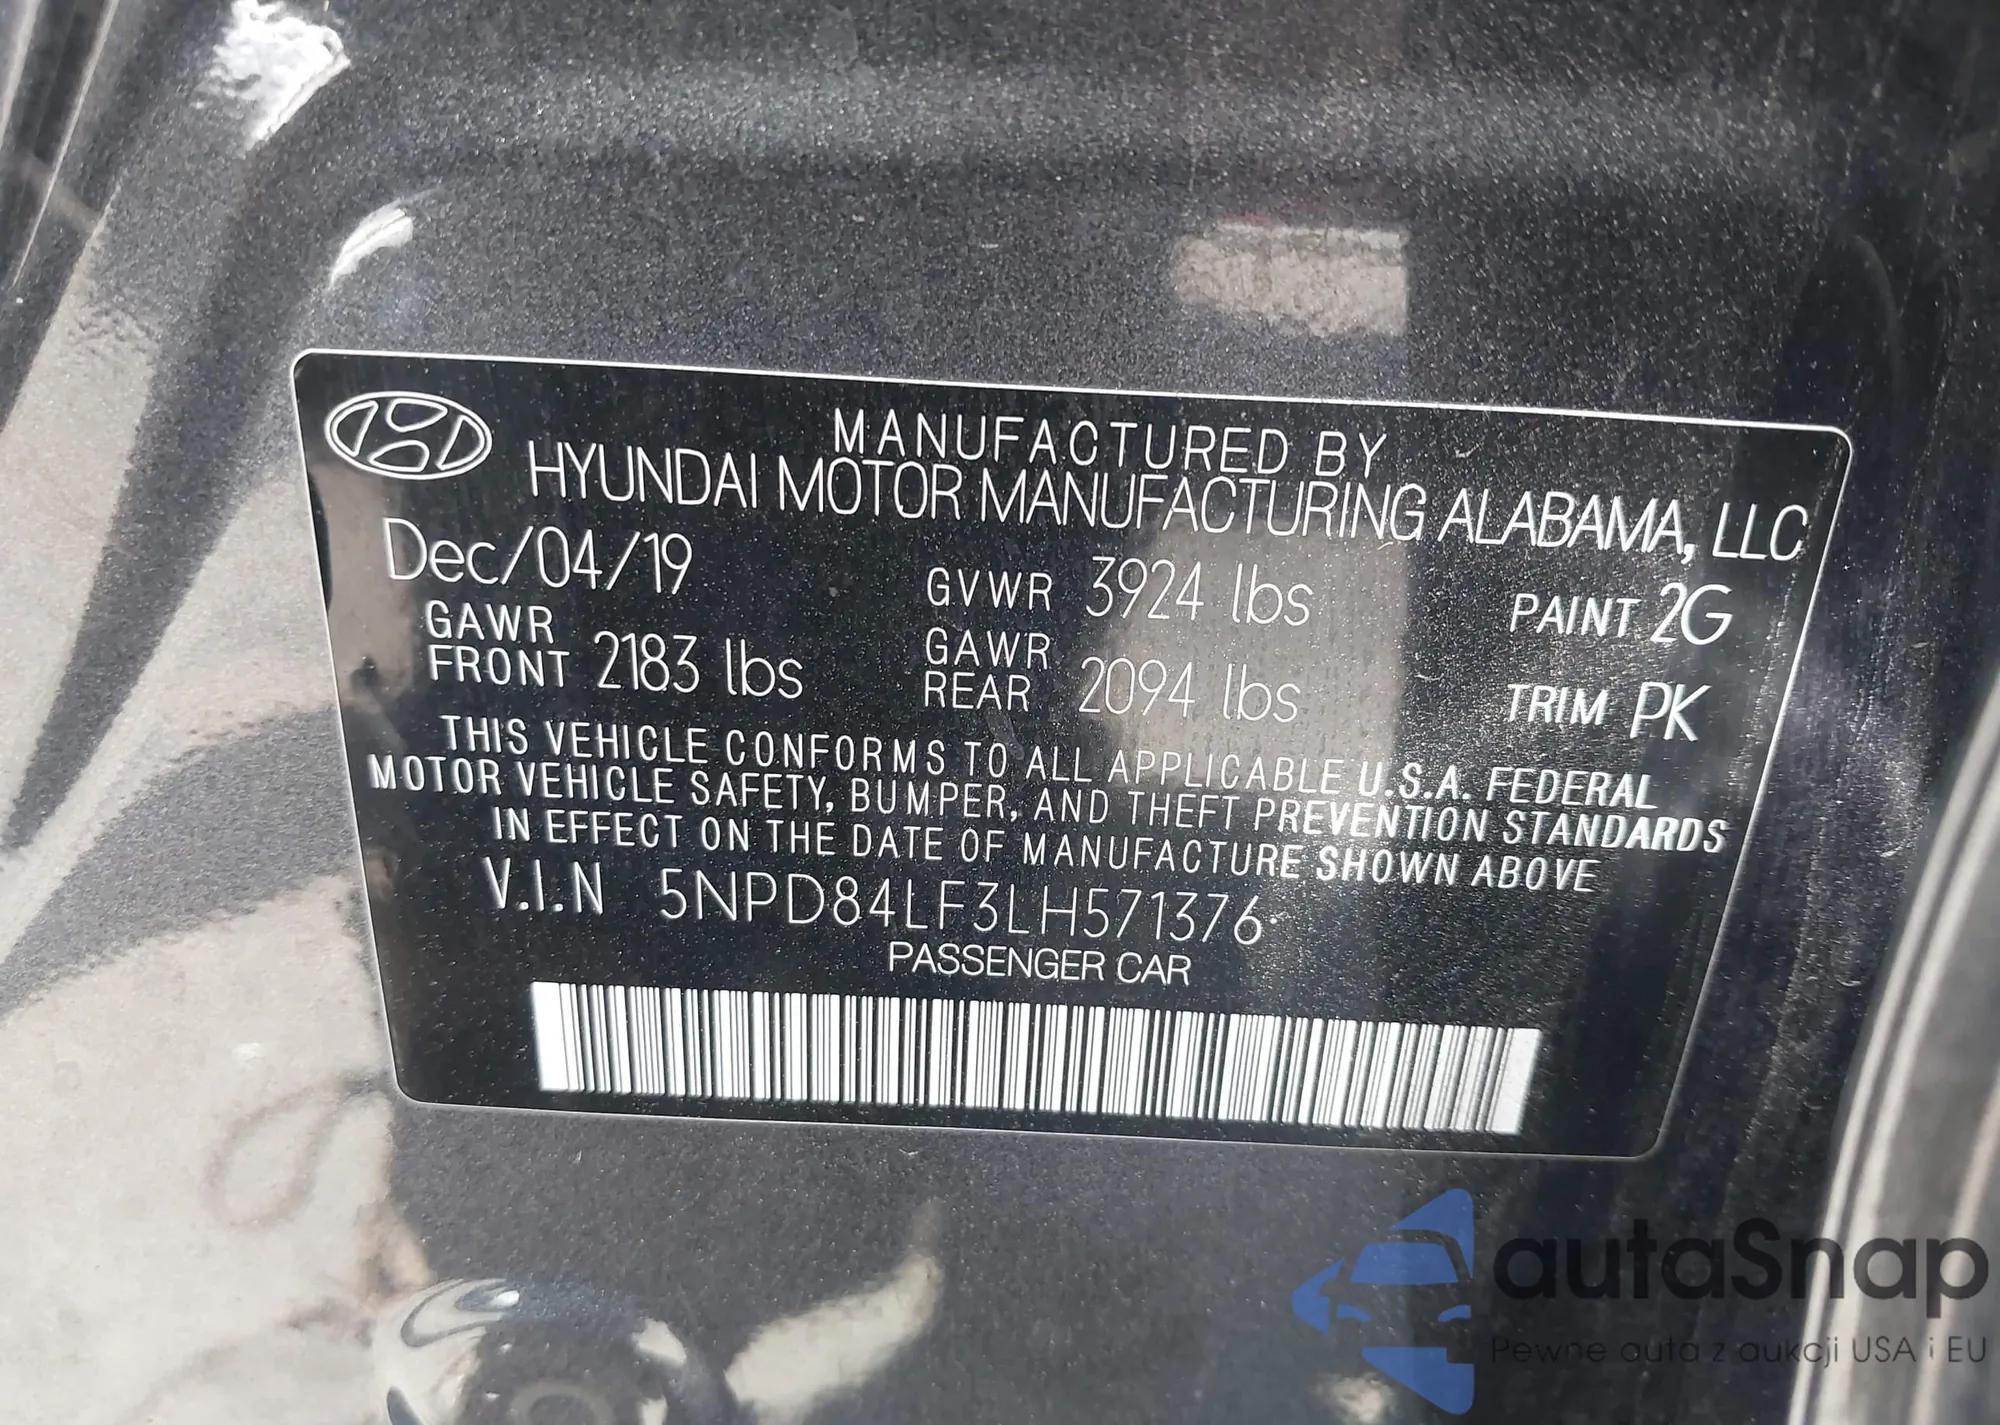 MANUFACTURED BY
HYUNDAI MOTOR MANUFACTURING ALABAMA, LLC
Dec/04/19 GVWR 3924 lbs PAINT 2G
GAWR FRONT 2183 lbs GAWR REAR 2094 lbs TRIM PK
THIS VEHICLE CONFORMS TO ALL APPLICABLE U.S.A. FEDERAL
MOTOR VEHICLE SAFETY, BUMPER, AND THEFT PREVENTION STANDARDS
IN EFFECT ON THE DATE OF MANUFACTURE SHOWN ABOVE
V.I.N 5NPD84LF3LH571376
PASSENGER CAR
autaSnap
Pewne auta z aukcji USA i EU